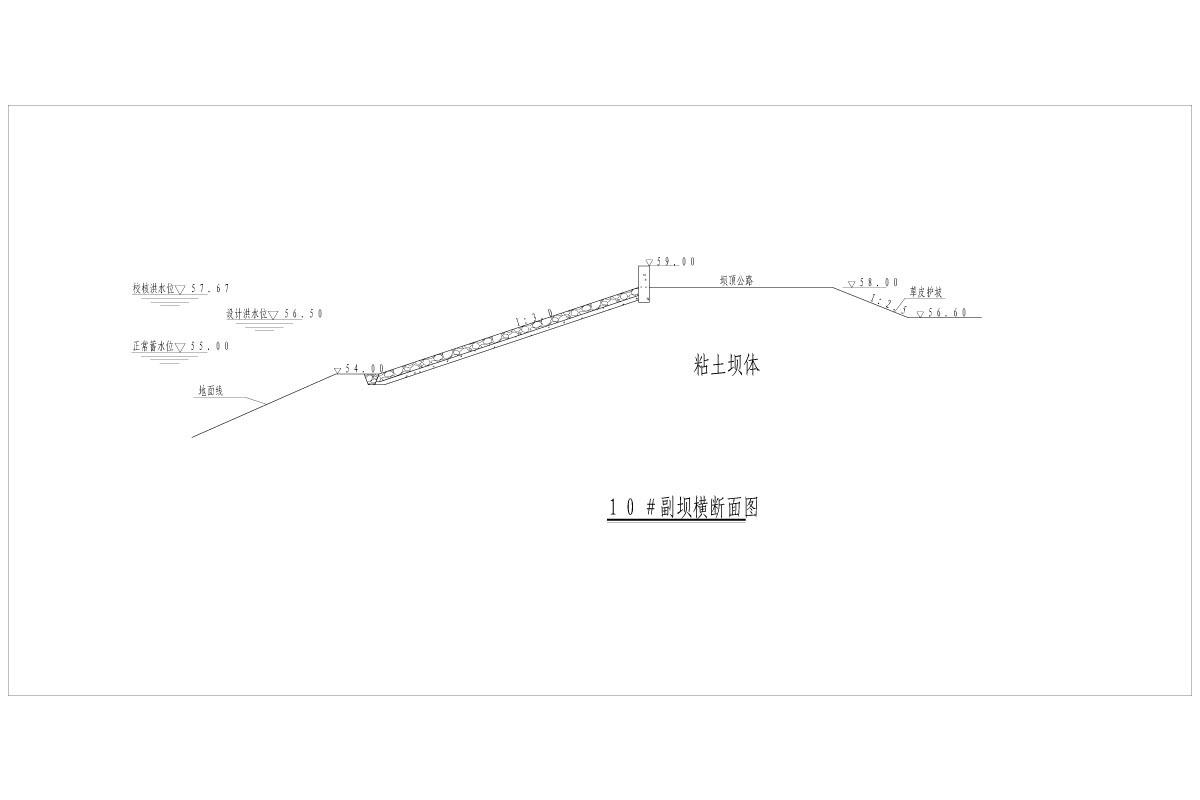 59.00
坝顶公路
58.00
校核洪水位 57.67
草皮护坡
1:2.5
设计洪水位 56.50
1:3.0
56.60
正常蓄水位 55.00
54.00
粘土坝体
地面线
10#副坝横断面图